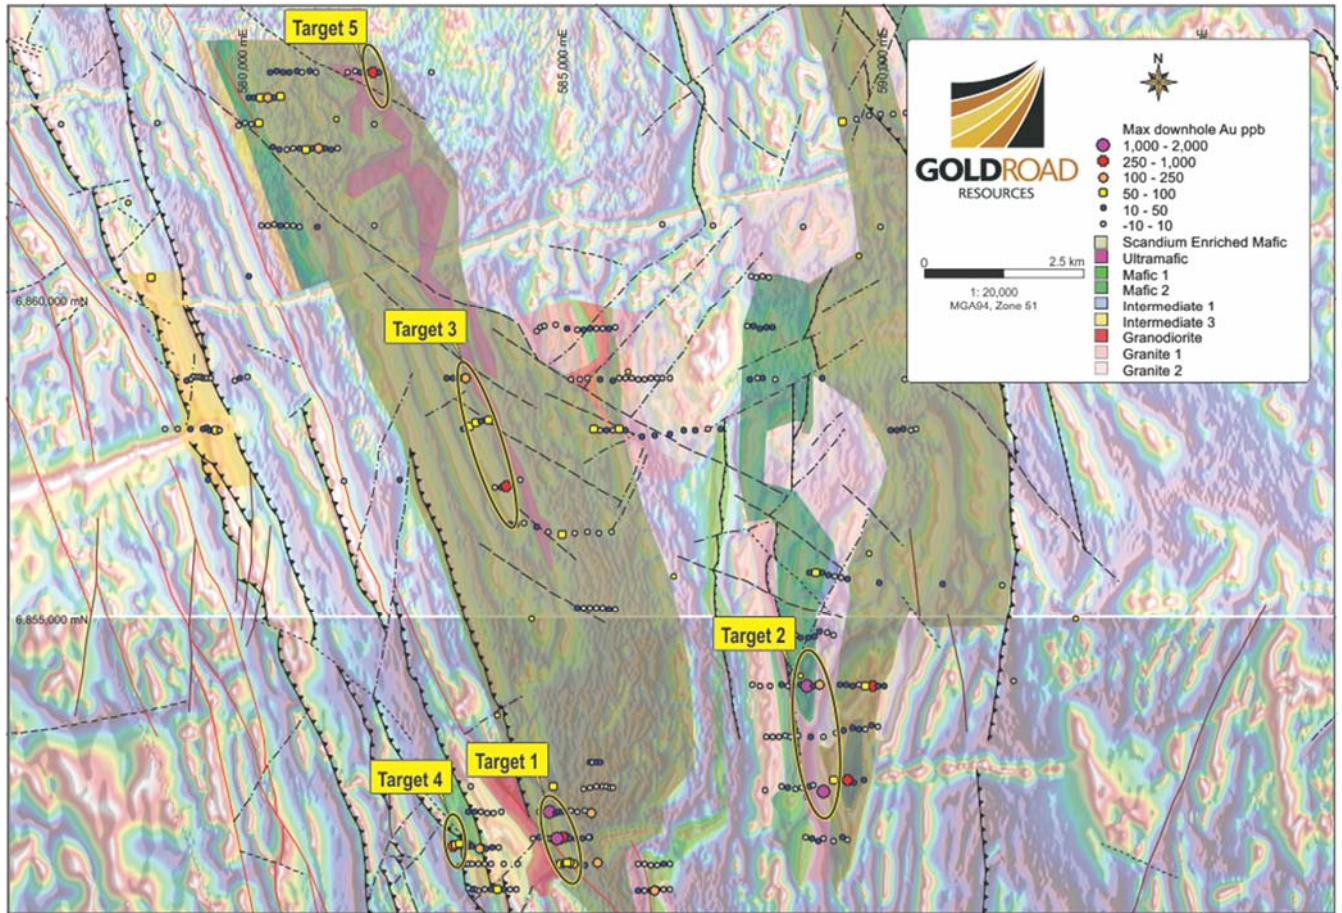 Target 5
580,000 mE
585,000 mE
590,000 mE
mE
N
GOLDROAD
RESOURCES
0
2.5 km
1: 20,000
MGA94, Zone 51
Max downhole Au ppb
1,000 - 2,000
250 - 1,000
100 - 250
50 - 100
10 - 50
-10 - 10
Scandium Enriched Mafic
Ultramafic
Mafic 1
Mafic 2
Intermediate 1
Intermediate 3
Granodiorite
Granite 1
Granite 2
6,860,000 mN
Target 3
6,855,000 mN
Target 2
Target 1
Target 4